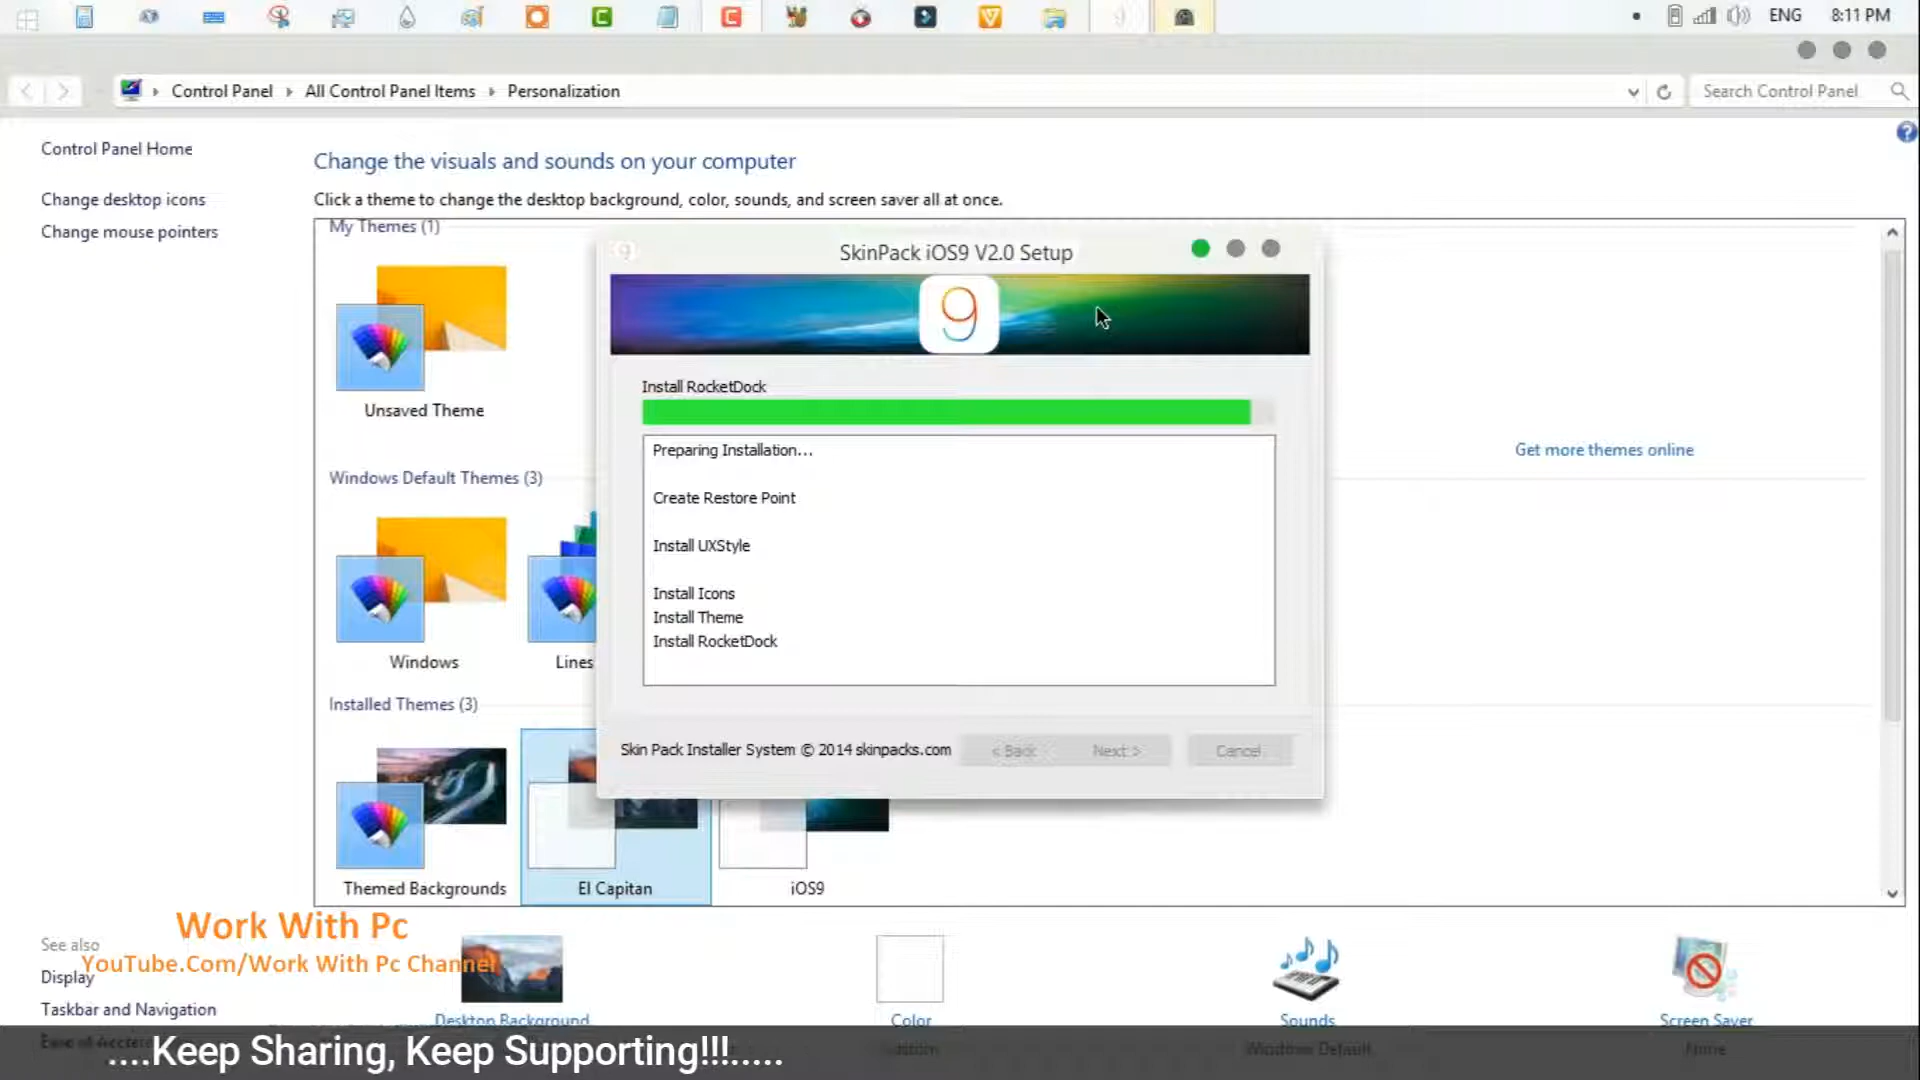 ENG
8:11 PM
Control Panel
All Control Panel Items
Personalization
Search Control Panel
Control Panel Home
Change desktop icons
Change mouse pointers
Change the visuals and sounds on your computer
Click a theme to change the desktop background, color, sounds, and screen saver all at once.
My Themes (1)
Unsaved Theme
Windows Default Themes (3)
Windows
Lines
Get more themes online
Installed Themes (3)
Themed Backgrounds
El Capitan
iOS9
SkinPack iOS9 V2.0 Setup
9
Install RocketDock
Preparing Installation...
Create Restore Point
Install UXStyle
Install Icons
Install Theme
Install RocketDock
Skin Pack Installer System © 2014 skinpacks.com
< Back
Next >
Cancel
Work With Pc
YouTube.Com/Work With Pc Channel
See also
Display
Taskbar and Navigation
Desktop Background
Color
Sounds
Windows Default
Screen Saver
None
....Keep Sharing, Keep Supporting!!!.....